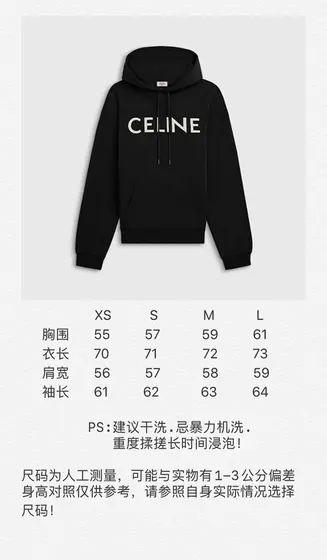 CELINE
XS S M L
胸围 55 57 59 61
衣长 70 71 72 73
肩宽 56 57 58 59
袖长 61 62 63 64
PS:建议干洗.忌暴力机洗.
重度揉搓长时间浸泡!
尺码为人工测量，可能与实物有1-3公分偏差
身高对照仅供参考，请参照自身实际情况选择
尺码！